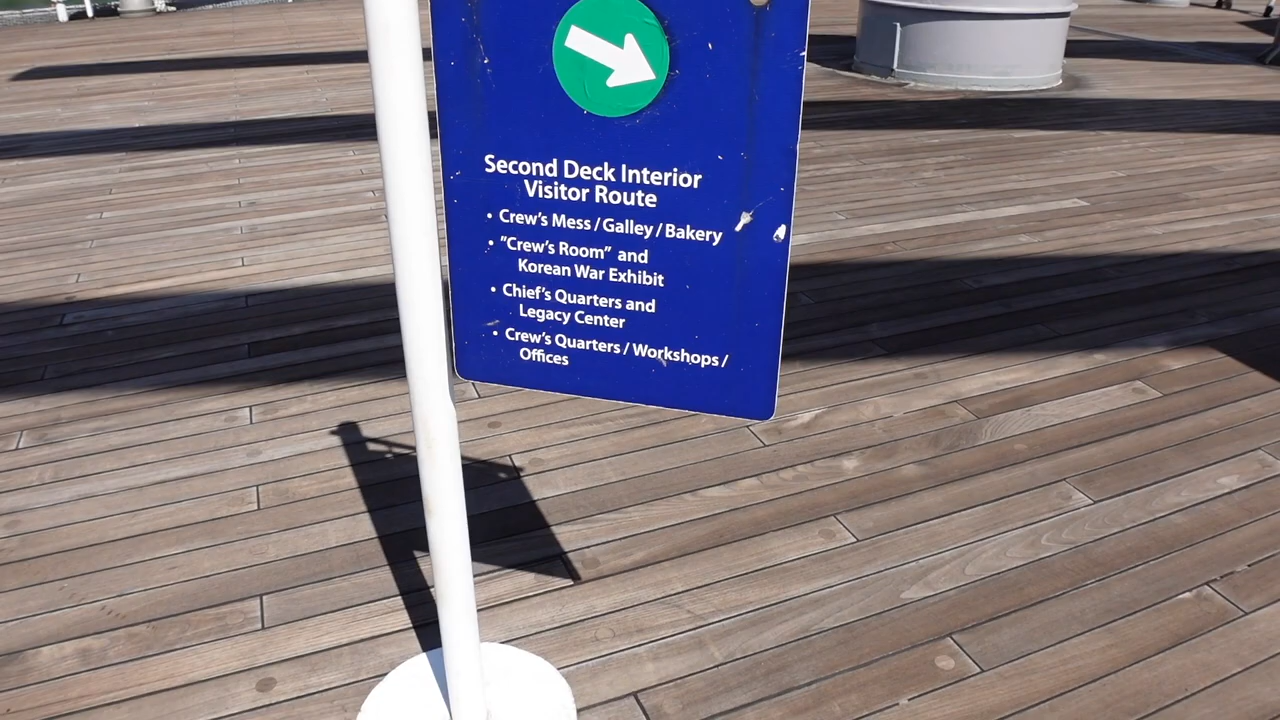 Second Deck Interior
Visitor Route
• Crew's Mess / Galley / Bakery
• "Crew's Room" and
Korean War Exhibit
• Chief's Quarters and
Legacy Center
• Crew's Quarters / Workshops /
Offices